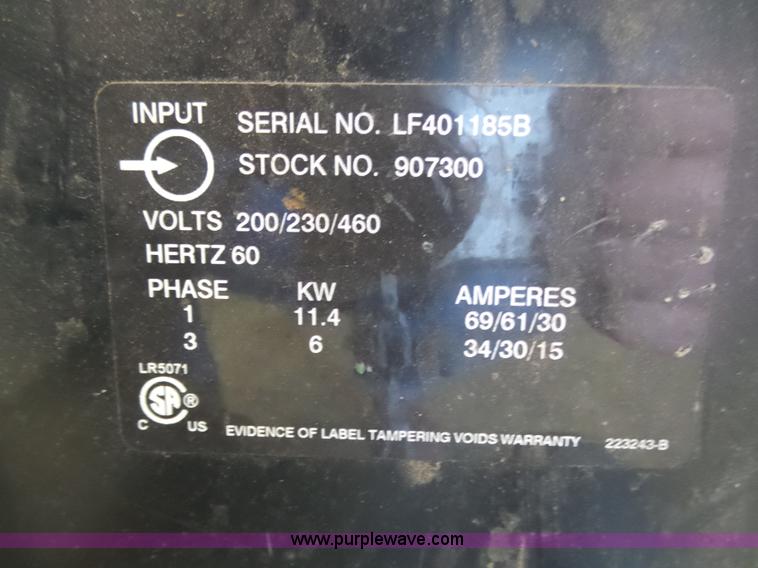 INPUT
SERIAL NO. LF401185B
STOCK NO. 907300
VOLTS 200/230/460
HERTZ 60
PHASE KW AMPERES
1 11.4 69/61/30
3 6 34/30/15
LR5071
SA ®
C US
EVIDENCE OF LABEL TAMPERING VOIDS WARRANTY 223243-B
www.purplewave.com